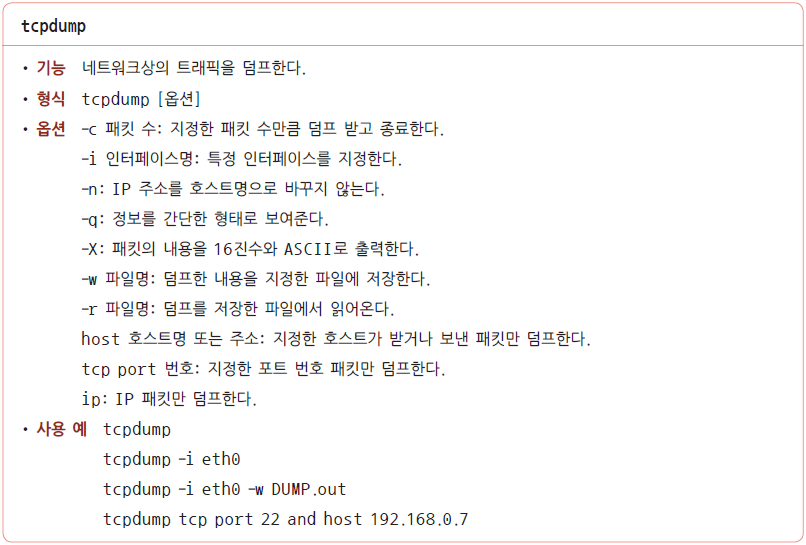 tcpdump
• 기능 네트워크상의 트래픽을 덤프한다.
• 형식 tcpdump [옵션]
• 옵션 -c 패킷 수: 지정한 패킷 수만큼 덤프 받고 종료한다.
-i 인터페이스명: 특정 인터페이스를 지정한다.
-n: IP 주소를 호스트명으로 바꾸지 않는다.
-q: 정보를 간단한 형태로 보여준다.
-X: 패킷의 내용을 16진수와 ASCII로 출력한다.
-w 파일명: 덤프한 내용을 지정한 파일에 저장한다.
-r 파일명: 덤프를 저장한 파일에서 읽어온다.
host 호스트명 또는 주소: 지정한 호스트가 받거나 보낸 패킷만 덤프한다.
tcp port 번호: 지정한 포트 번호 패킷만 덤프한다.
ip: IP 패킷만 덤프한다.
• 사용 예 tcpdump
tcpdump -i eth0
tcpdump -i eth0 -w DUMP.out
tcpdump tcp port 22 and host 192.168.0.7